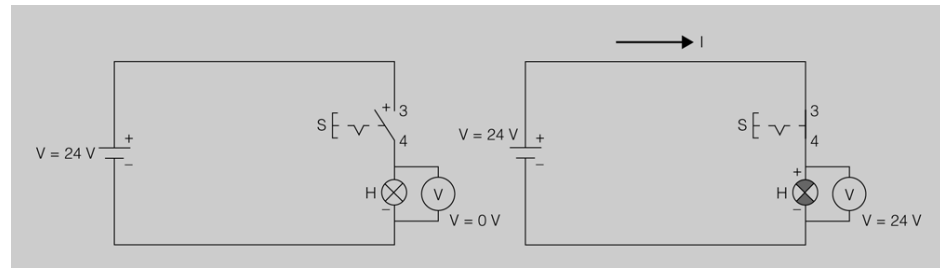 + 3
S
4
+
V = 24 V
−
H
V
−
V = 0 V
I
3
S
4
V = 24 V
+
−
+
H
V
−
V = 24 V